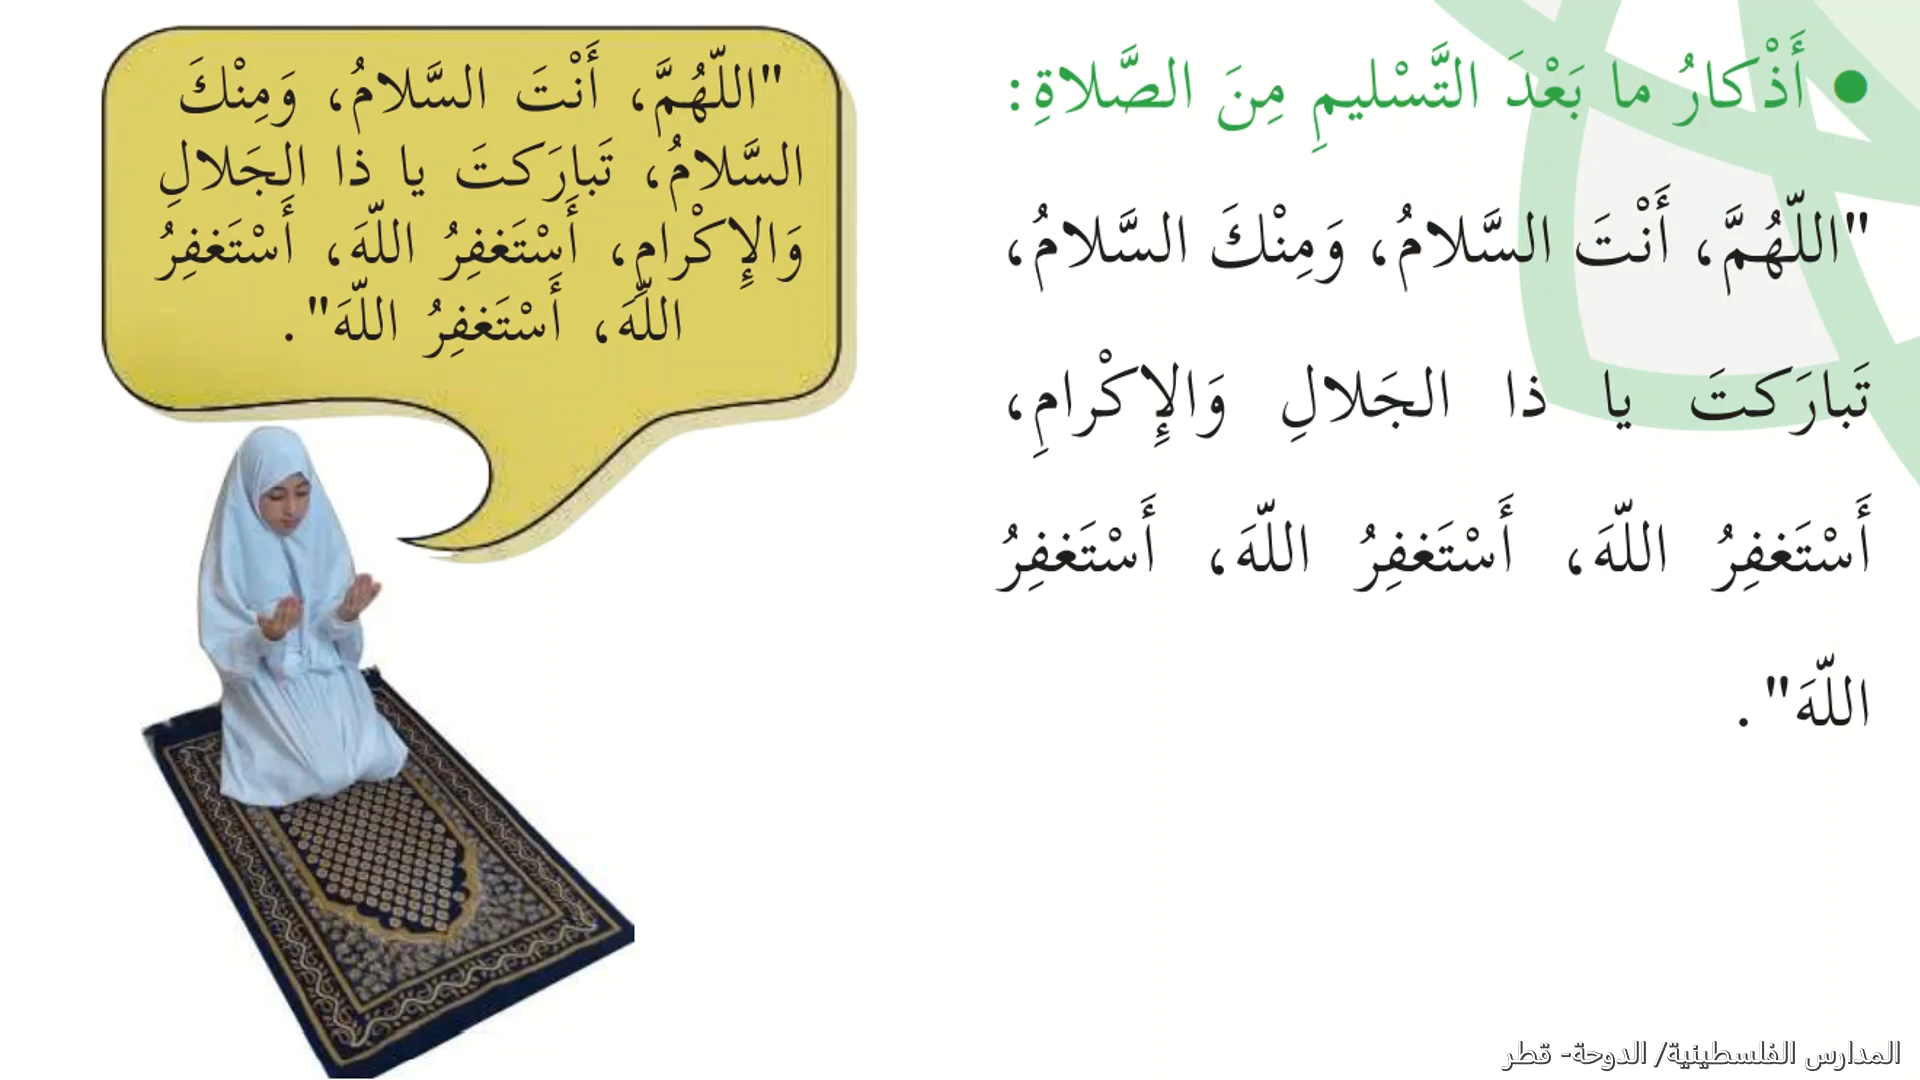 ● أَذْكارُ ما بَعْدَ التَّسْليمِ مِنَ الصَّلاةِ:
"اللّهُمَّ، أَنْتَ السَّلامُ، وَمِنْكَ السَّلامُ،
تَبارَكتَ يا ذا الجَلالِ وَالإِكْرامِ،
أَسْتَغفِرُ اللّهَ، أَسْتَغفِرُ اللّهَ، أَسْتَغفِرُ
اللّهَ".
"اللّهُمَّ، أَنْتَ السَّلامُ، وَمِنْكَ
السَّلامُ، تَبارَكتَ يا ذا الجَلالِ
وَالإِكْرامِ، أَسْتَغفِرُ اللّهَ، أَسْتَغفِرُ
اللّهَ، أَسْتَغفِرُ اللّهَ".
المدارس الفلسطينية/ الدوحة- قطر